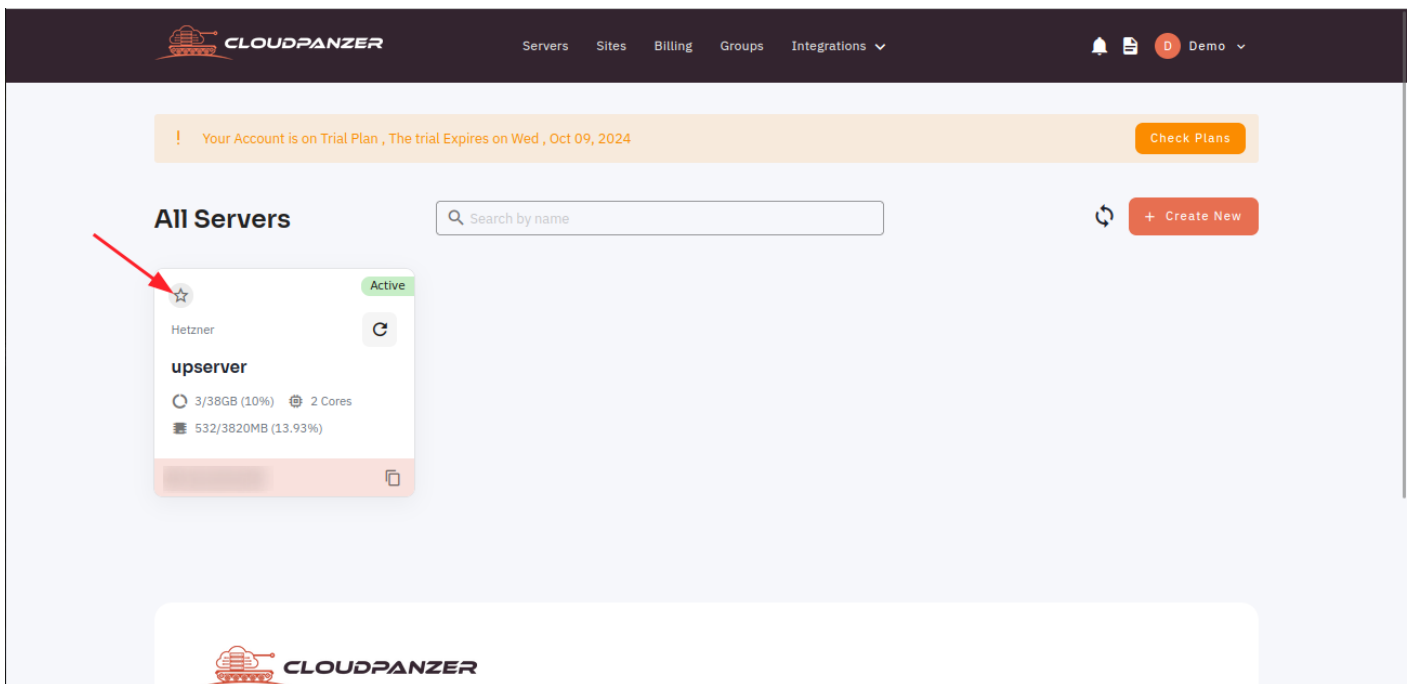 CLOUDPANZER
Servers Sites Billing Groups Integrations
D Demo
! Your Account is on Trial Plan , The trial Expires on Wed , Oct 09, 2024
Check Plans
All Servers
Search by name
+ Create New
Active
Hetzner
upserver
3/38GB (10%) 2 Cores
532/3820MB (13.93%)
CLOUDPANZER